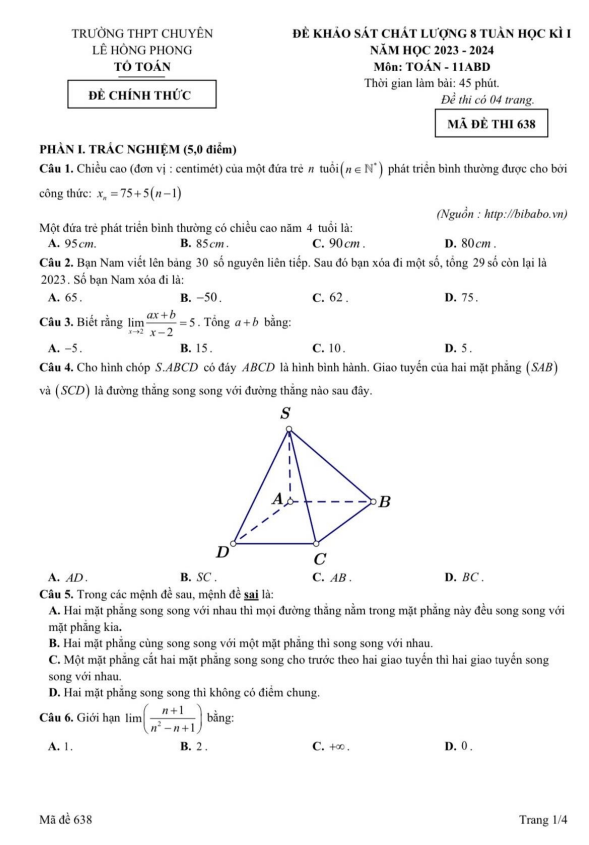 TRƯỜNG THPT CHUYÊN
LÊ HỒNG PHONG
TỔ TOÁN
ĐỀ CHÍNH THỨC
ĐỀ KHẢO SÁT CHẤT LƯỢNG 8 TUẦN HỌC KÌ I
NĂM HỌC 2023 - 2024
Môn: TOÁN - 11ABD
Thời gian làm bài: 45 phút.
Đề thi có 04 trang.
MÃ ĐỀ THI 638
PHẦN I. TRẮC NGHIỆM (5,0 điểm)
Câu 1. Chiều cao (đơn vị : centimét) của một đứa trẻ n tuổi (n ∈ ℕ*) phát triển bình thường được cho bởi
công thức: xₙ = 75 + 5(n − 1)
(Nguồn : http://bibabo.vn)
Một đứa trẻ phát triển bình thường có chiều cao năm 4 tuổi là:
A. 95cm. B. 85cm. C. 90cm. D. 80cm.
Câu 2. Bạn Nam viết lên bảng 30 số nguyên liên tiếp. Sau đó bạn xóa đi một số, tổng 29 số còn lại là
2023. Số bạn Nam xóa đi là:
A. 65. B. −50. C. 62. D. 75.
Câu 3. Biết rằng lim x→2 (ax + b)/(x − 2) = 5. Tổng a + b bằng:
A. −5. B. 15. C. 10. D. 5.
Câu 4. Cho hình chóp S.ABCD có đáy ABCD là hình bình hành. Giao tuyến của hai mặt phẳng (SAB)
và (SCD) là đường thẳng song song với đường thẳng nào sau đây.
S
A
B
D
C
A. AD. B. SC. C. AB. D. BC.
Câu 5. Trong các mệnh đề sau, mệnh đề sai là:
A. Hai mặt phẳng song song với nhau thì mọi đường thẳng nằm trong mặt phẳng này đều song song với
mặt phẳng kia.
B. Hai mặt phẳng cùng song song với một mặt phẳng thì song song với nhau.
C. Một mặt phẳng cắt hai mặt phẳng song song cho trước theo hai giao tuyến thì hai giao tuyến song
song với nhau.
D. Hai mặt phẳng song song thì không có điểm chung.
Câu 6. Giới hạn lim((n + 1)/(n² − n + 1)) bằng:
A. 1. B. 2. C. +∞. D. 0.
Mã đề 638 Trang 1/4